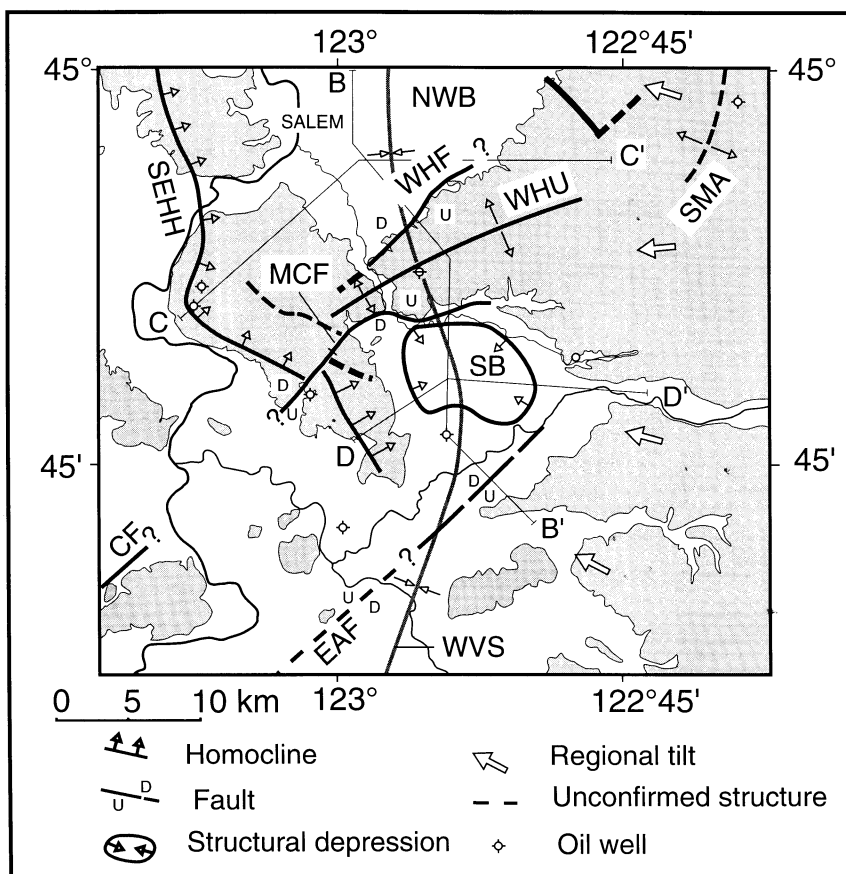 123° 122°45'
45° 45°
B
NWB
SALEM
C'
?
WHF
SEHH
WHU
SMA
D U
MCF
U
C
D
SB
D
? U
D'
D
45' 45'
D
U
B'
CF ?
?
U D
EAF
WVS
0 5 10 km
123° 122°45'
Homocline
Regional tilt
D
U
Fault
Unconfirmed structure
Structural depression
Oil well